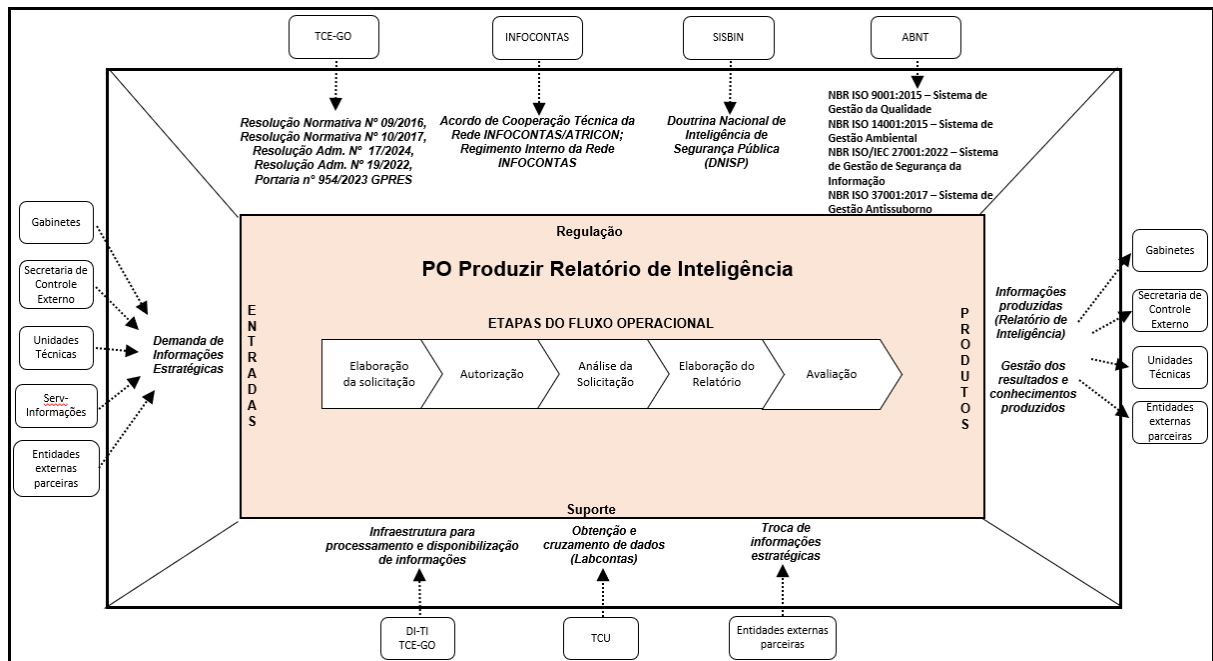 TCE-GO
INFOCONTAS
SISBIN
ABNT
Resolução Normativa Nº 09/2016,
Resolução Normativa Nº 10/2017,
Resolução Adm. Nº 17/2024,
Resolução Adm. Nº 19/2022,
Portaria n° 954/2023 GPRES
Acordo de Cooperação Técnica da
Rede INFOCONTAS/ATRICON;
Regimento Interno da Rede
INFOCONTAS
Doutrina Nacional de
Inteligência de
Segurança Pública
(DNISP)
NBR ISO 9001:2015 – Sistema de
Gestão da Qualidade
NBR ISO 14001:2015 – Sistema de
Gestão Ambiental
NBR ISO/IEC 27001:2022 – Sistema
de Gestão de Segurança da
Informação
NBR ISO 37001:2017 – Sistema de
Gestão Antissuborno
Gabinetes
Secretaria de
Controle
Externo
Unidades
Técnicas
Serv-
Informações
Entidades
externas
parceiras
Demanda de
Informações
Estratégicas
ENTRADAS
Regulação
PO Produzir Relatório de Inteligência
ETAPAS DO FLUXO OPERACIONAL
Elaboração
da solicitação
Autorização
Análise da
Solicitação
Elaboração do
Relatório
Avaliação
Suporte
PRODUTOS
Informações
produzidas
(Relatório de
Inteligência)
Gestão dos
resultados e
conhecimentos
produzidos
Gabinetes
Secretaria de
Controle
Externo
Unidades
Técnicas
Entidades
externas
parceiras
Infraestrutura para
processamento e disponibilização
de informações
Obtenção e
cruzamento de dados
(Labcontas)
Troca de
informações
estratégicas
DI-TI
TCE-GO
TCU
Entidades externas
parceiras